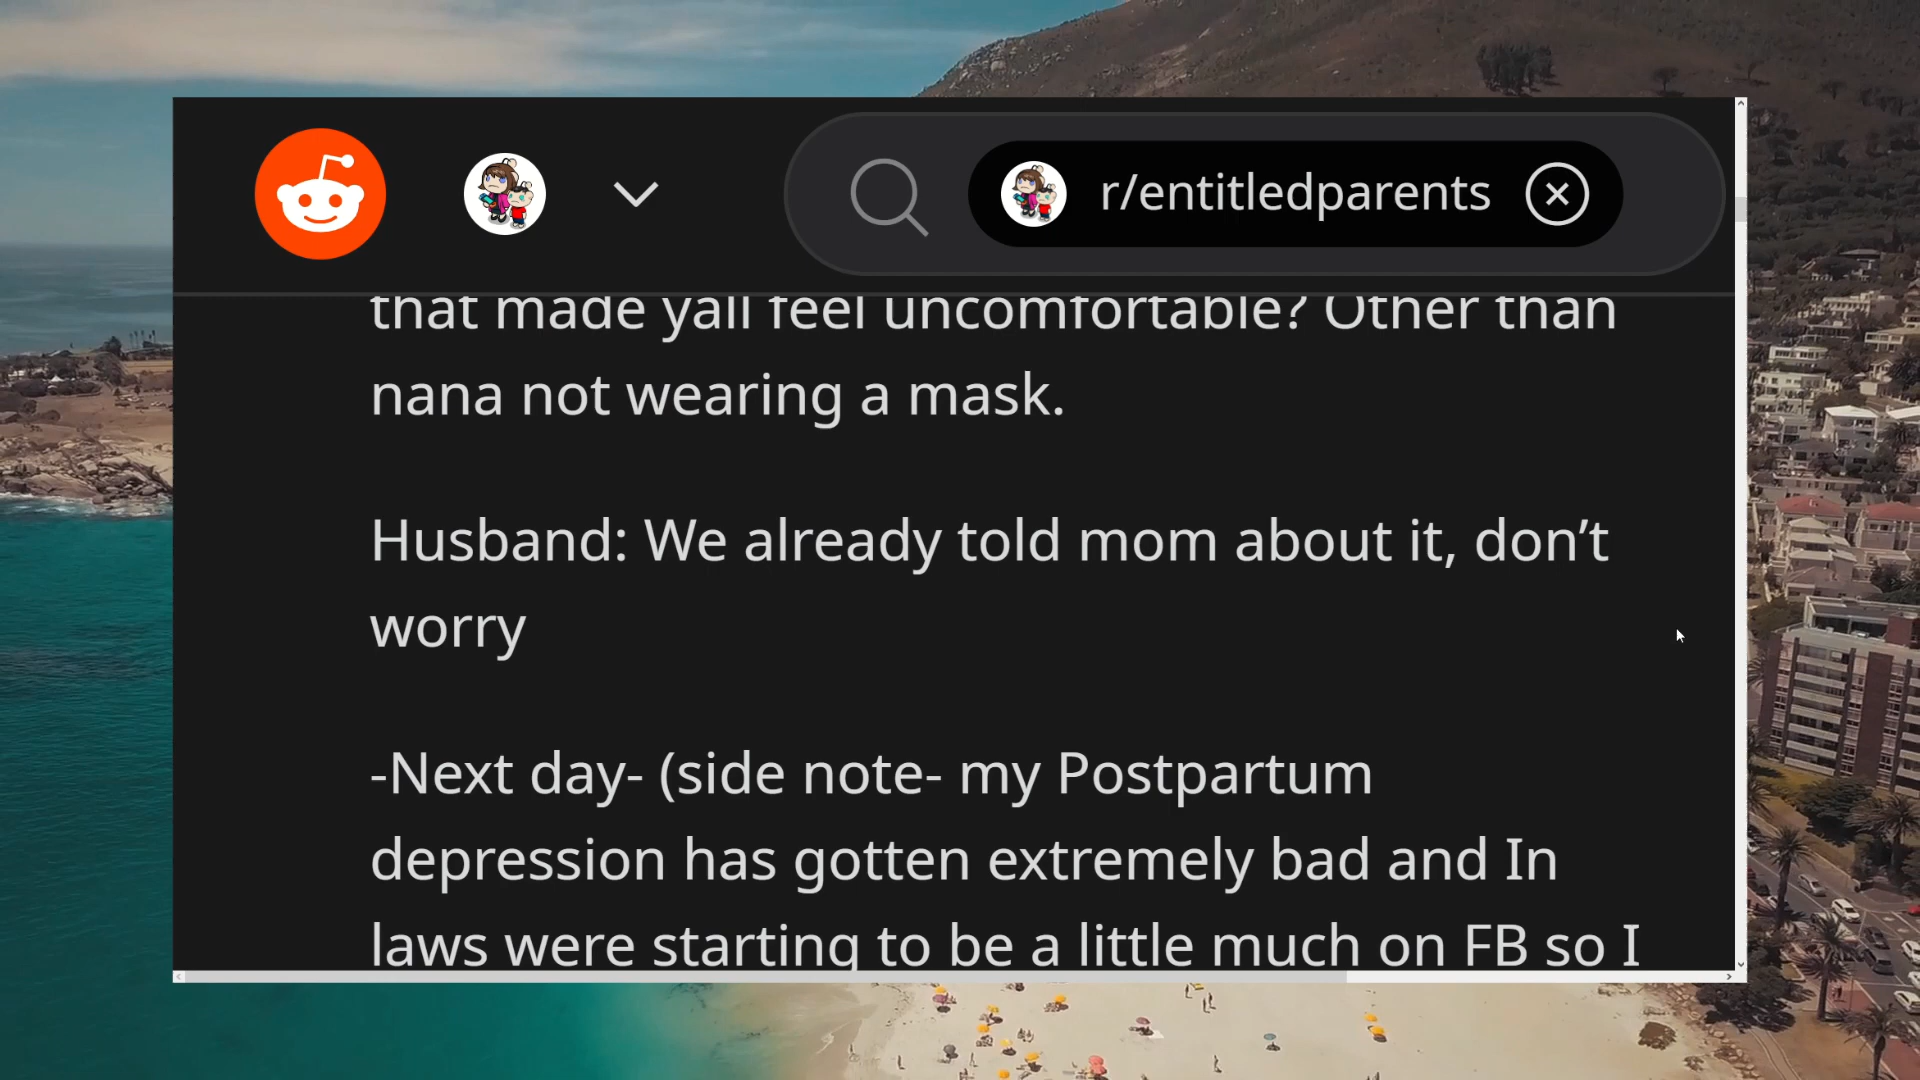 r/entitledparents
that made yall feel uncomfortable? Other than
nana not wearing a mask.
Husband: We already told mom about it, don’t
worry
-Next day- (side note- my Postpartum
depression has gotten extremely bad and In
laws were starting to be a little much on FB so I